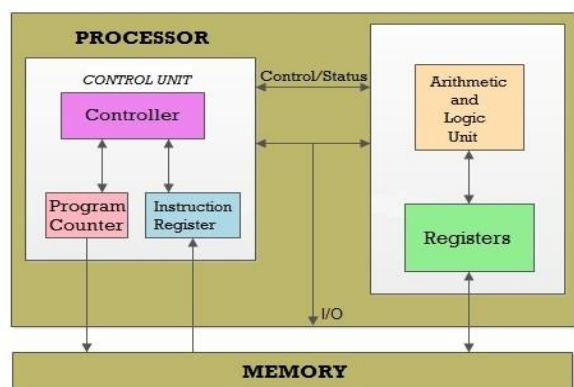 PROCESSOR
CONTROL UNIT
Controller
Program
Counter
Instruction
Register
Control/Status
Arithmetic
and
Logic
Unit
Registers
I/O
MEMORY